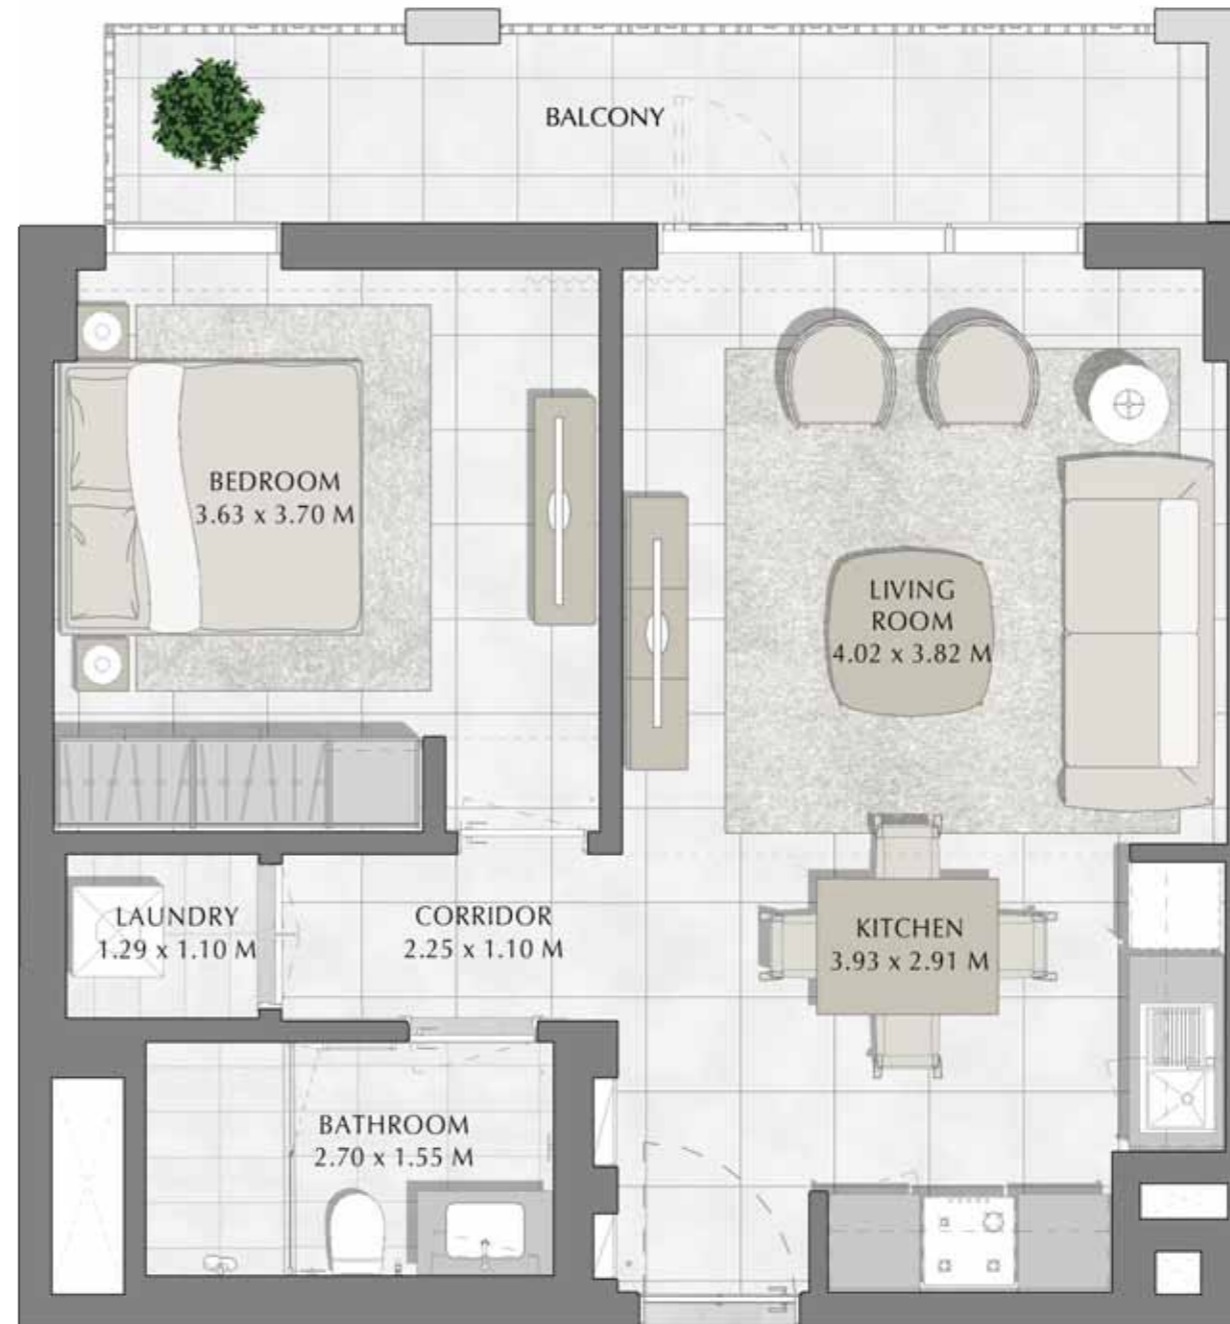 BALCONY
BEDROOM
3.63 x 3.70 M
LIVING
ROOM
4.02 x 3.82 M
LAUNDRY
1.29 x 1.10 M
CORRIDOR
2.25 x 1.10 M
KITCHEN
3.93 x 2.91 M
BATHROOM
2.70 x 1.55 M